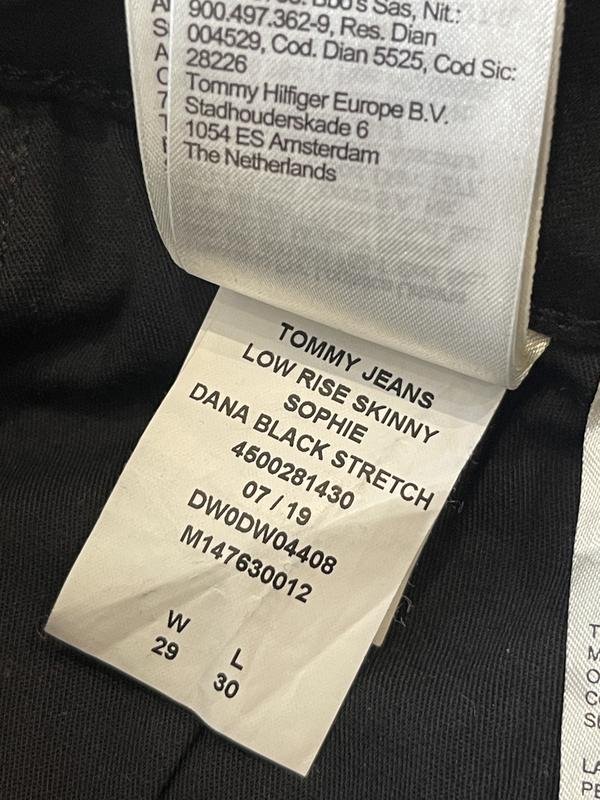 900.497.362-9, Res. Dian
004529, Cod. Dian 5525, Cod Sic:
28226
Tommy Hilfiger Europe B.V.
Stadhouderskade 6
1054 ES Amsterdam
The Netherlands
TOMMY JEANS
LOW RISE SKINNY
SOPHIE
DANA BLACK STRETCH
4500281430
07 / 19
DW0DW04408
M147630012
W L
29 30